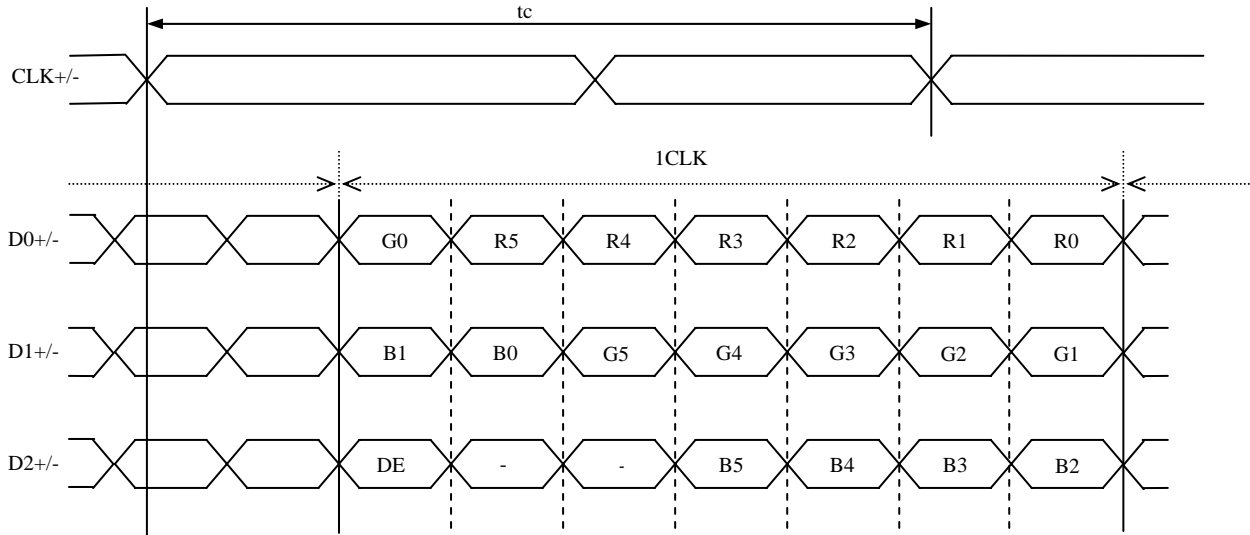 tc
CLK+/-
1CLK
D0+/- G0 R5 R4 R3 R2 R1 R0
D1+/- B1 B0 G5 G4 G3 G2 G1
D2+/- DE - - B5 B4 B3 B2